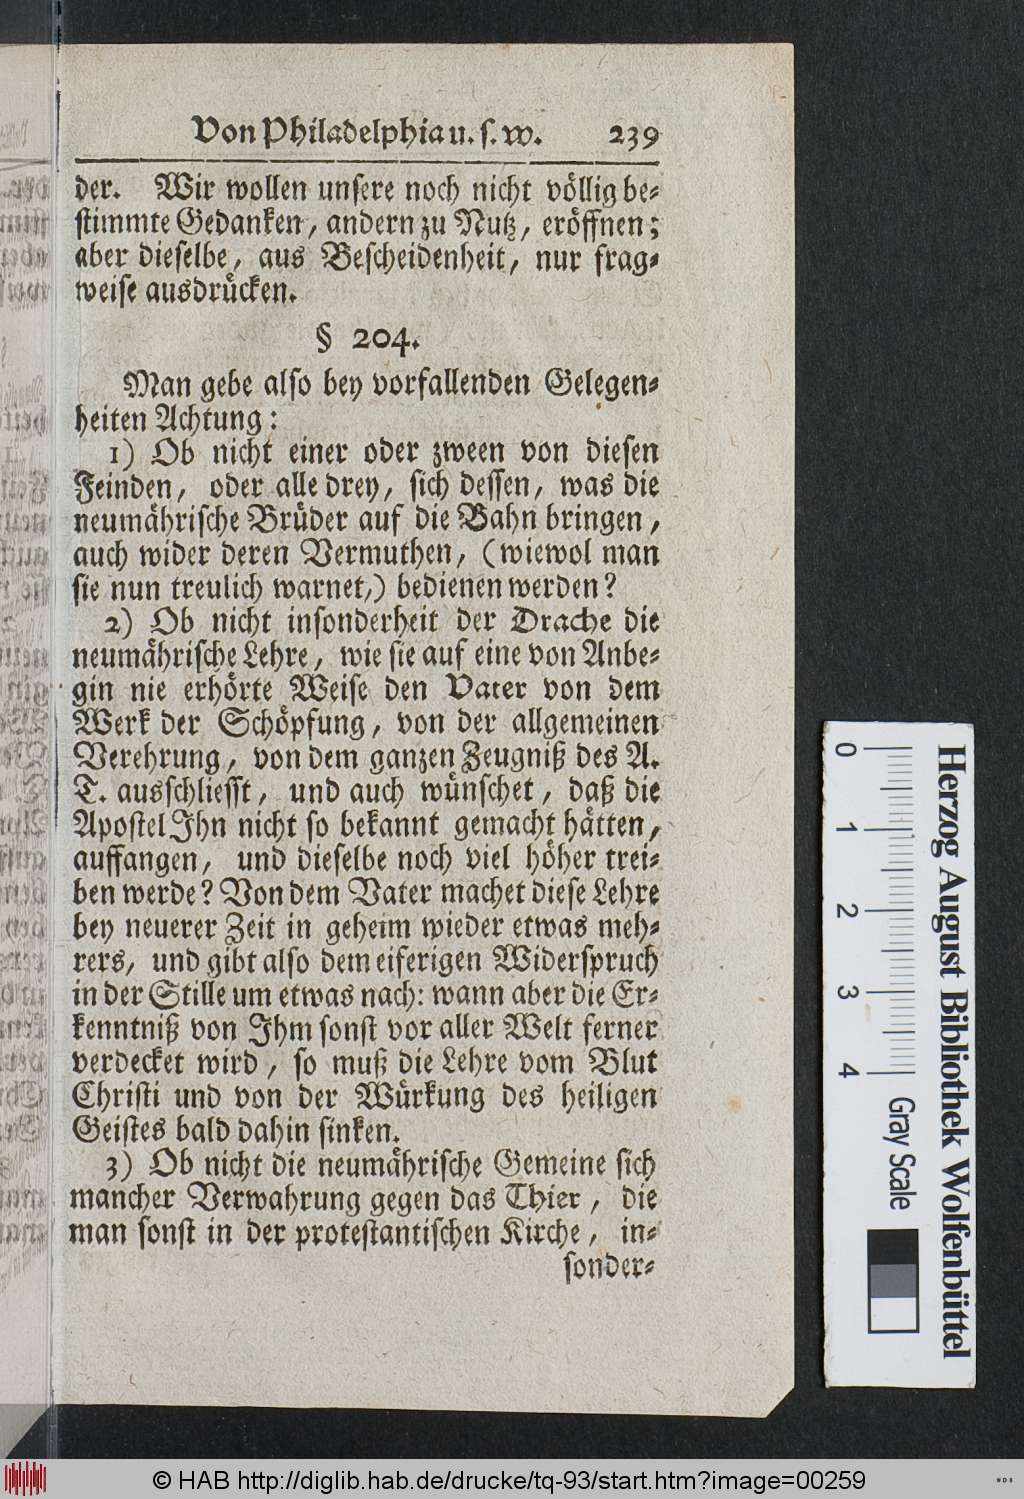 Von Philadelphia u. s. w. 239
der. Wir wollen unsere noch nicht völlig be-
stimmte Gedanken, andern zu Nutz, eröffnen;
aber dieselbe, aus Bescheidenheit, nur frag-
weise ausdrücken.
§ 204.
Man gebe also bey vorfallenden Gelegen-
heiten Achtung:
1) Ob nicht einer oder zween von diesen
Feinden, oder alle drey, sich dessen, was die
neumährische Brüder auf die Bahn bringen,
auch wider deren Vermuthen, (wiewol man
sie nun treulich warnet,) bedienen werden?
2) Ob nicht insonderheit der Drache die
neumährische Lehre, wie sie auf eine von Anbe-
gin nie erhörte Weise den Vater von dem
Werk der Schöpfung, von der allgemeinen
Verehrung, von dem ganzen Zeugniß des A.
T. ausschliesst, und auch wünschet, daß die
Apostel Ihn nicht so bekannt gemacht hätten,
auffangen, und dieselbe noch viel höher trei-
ben werde? Von dem Vater machet diese Lehre
bey neuerer Zeit in geheim wieder etwas meh-
rers, und gibt also dem eiferigen Widerspruch
in der Stille um etwas nach: wann aber die Er-
kenntniß von Ihm sonst vor aller Welt ferner
verdecket wird, so muß die Lehre vom Blut
Christi und von der Würkung des heiligen
Geistes bald dahin sinken.
3) Ob nicht die neumährische Gemeine sich
mancher Verwahrung gegen das Thier, die
man sonst in der protestantischen Kirche, in-
sonder-
0 1 2 3 4
Gray Scale
Herzog August Bibliothek Wolfenbüttel
© HAB http://diglib.hab.de/drucke/tq-93/start.htm?image=00259